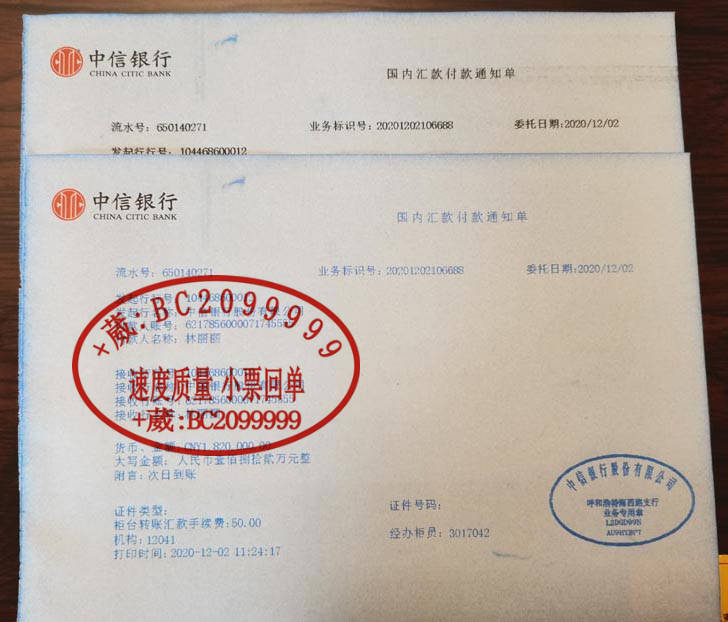 中信银行
CHINA CITIC BANK
国内汇款付款通知单
流水号: 650140271
业务标识号: 20201202106688
委托日期:2020/12/02
发起行行号: 104468600012
中信银行
CHINA CITIC BANK
国内汇款付款通知单
流水号: 650140271
业务标识号: 20201202106688
委托日期:2020/12/02
+葳:BC2099999
速度质量 小票回单
+葳:BC2099999
人名称: 林丽丽
货币、金额: CNY1,820,000.00
大写金额: 人民币壹佰捌拾贰万元整
附言: 次日到账
证件类型:
证件号码:
柜台转账汇款手续费:50.00
机构: 12041
经办柜员: 3017042
打印时间: 2020-12-02 11:24:17
中信银行股份有限公司
业务专用章